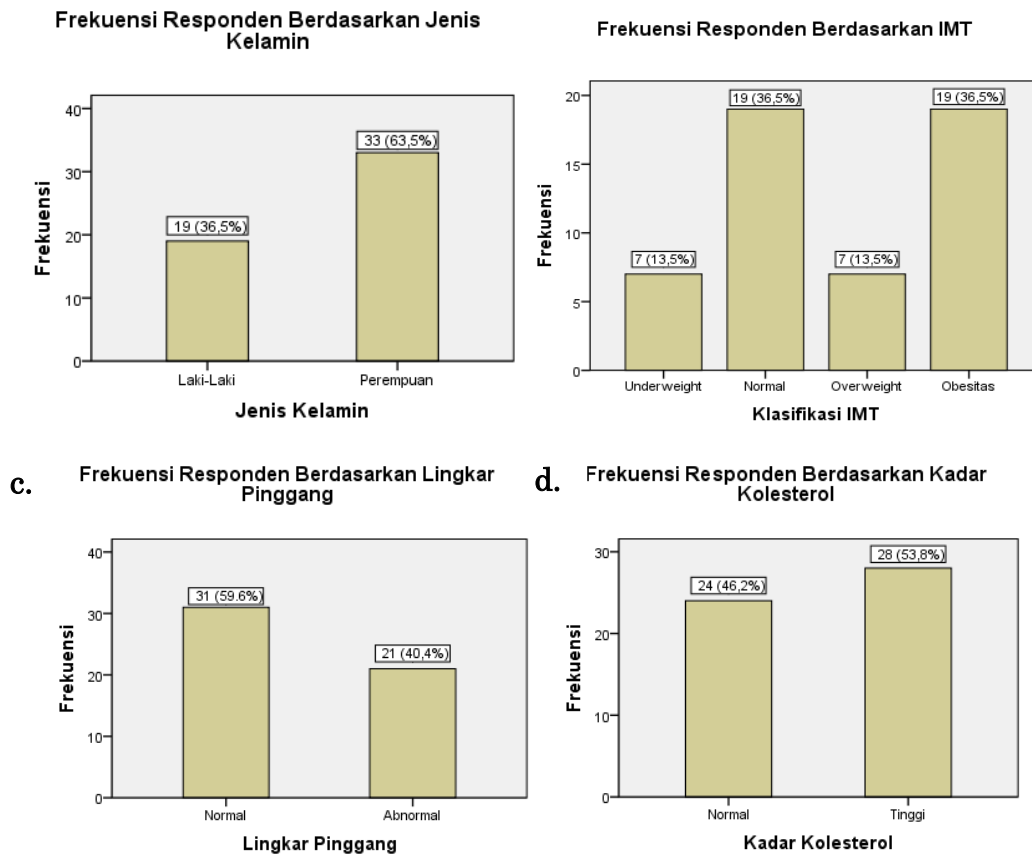 Frekuensi Responden Berdasarkan Jenis
Kelamin
40
30
20
10
0
Frekuensi
19 (36,5%)
33 (63,5%)
Laki-Laki
Perempuan
Jenis Kelamin
Frekuensi Responden Berdasarkan IMT
20
15
10
5
0
Frekuensi
7 (13,5%)
19 (36,5%)
7 (13,5%)
19 (36,5%)
Underweight
Normal
Overweight
Obesitas
Klasifikasi IMT
c.
Frekuensi Responden Berdasarkan Lingkar
Pinggang
40
30
20
10
0
Frekuensi
31 (59.6%)
21 (40,4%)
Normal
Abnormal
Lingkar Pinggang
d.
Frekuensi Responden Berdasarkan Kadar
Kolesterol
30
20
10
0
Frekuensi
24 (46,2%)
28 (53,8%)
Normal
Tinggi
Kadar Kolesterol